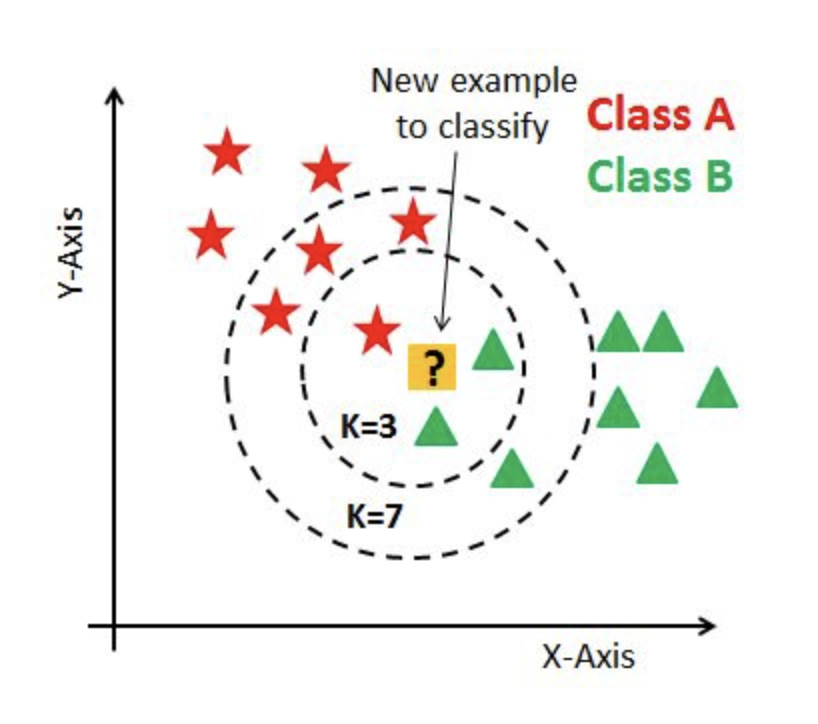 New example
to classify
Class A
Class B
Y-Axis
?
K=3
K=7
X-Axis